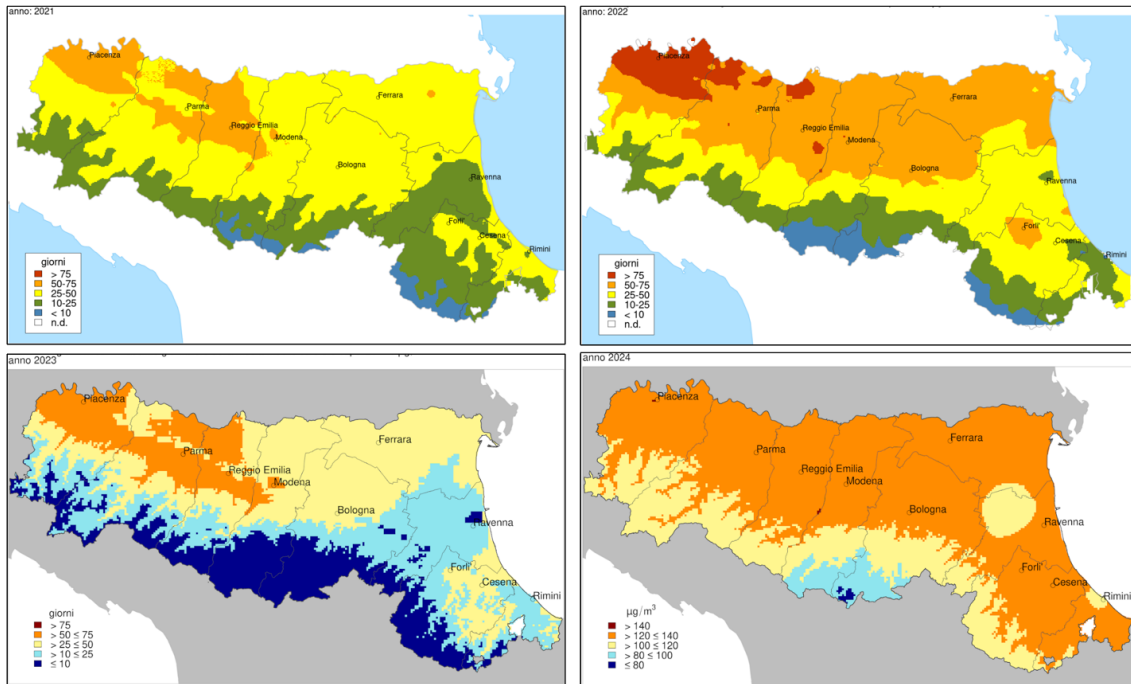 anno: 2021
Piacenza
Parma
Reggio Emilia
Modena
Ferrara
Bologna
Ravenna
Forli'
Cesena
Rimini
giorni
> 75
50-75
25-50
10-25
< 10
n.d.
anno: 2022
Piacenza
Parma
Reggio Emilia
Modena
Ferrara
Bologna
Ravenna
Forli'
Cesena
Rimini
giorni
> 75
50-75
25-50
10-25
< 10
n.d.
anno 2023
Piacenza
Parma
Reggio Emilia
Modena
Ferrara
Bologna
Ravenna
Forli'
Cesena
Rimini
giorni
> 75
> 50 ≤ 75
> 25 ≤ 50
> 10 ≤ 25
≤ 10
anno 2024
Piacenza
Parma
Reggio Emilia
Modena
Ferrara
Bologna
Ravenna
Forli'
Cesena
Rimini
µg/m³
> 140
> 120 ≤ 140
> 100 ≤ 120
> 80 ≤ 100
≤ 80